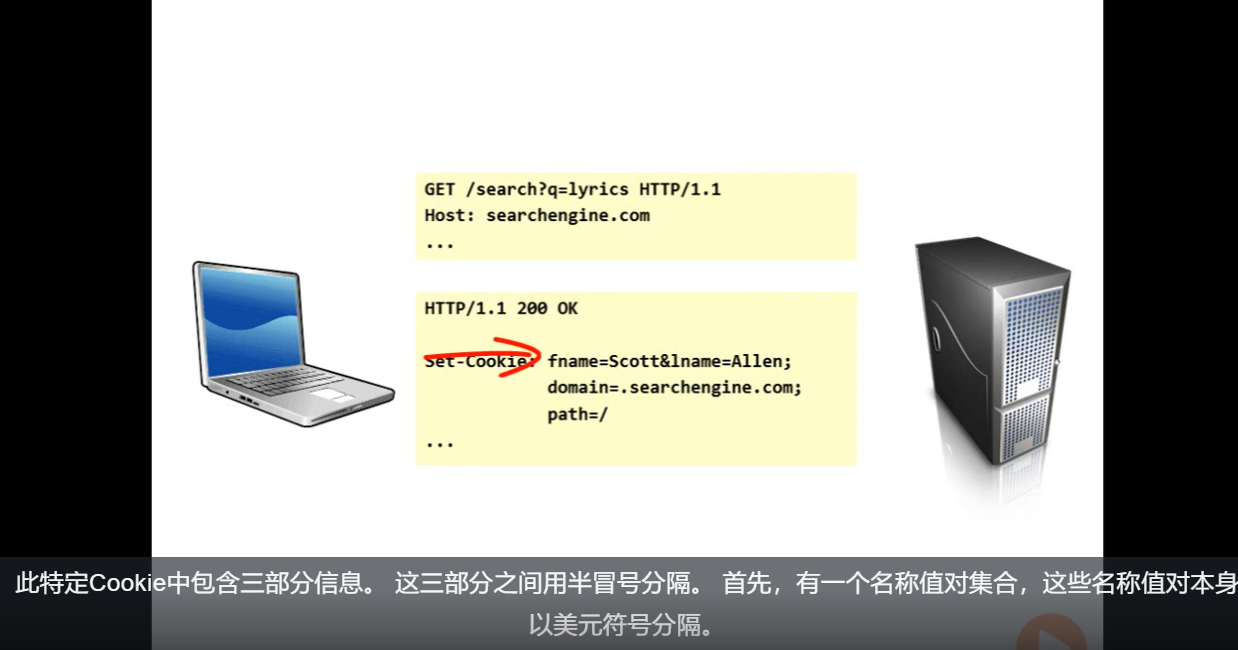 GET /search?q=lyrics HTTP/1.1
Host: searchengine.com
...
HTTP/1.1 200 OK
Set-Cookie: fname=Scott&lname=Allen;
domain=.searchengine.com;
path=/
...
此特定Cookie中包含三部分信息。 这三部分之间用半冒号分隔。 首先，有一个名称值对集合，这些名称值对本身
以美元符号分隔。